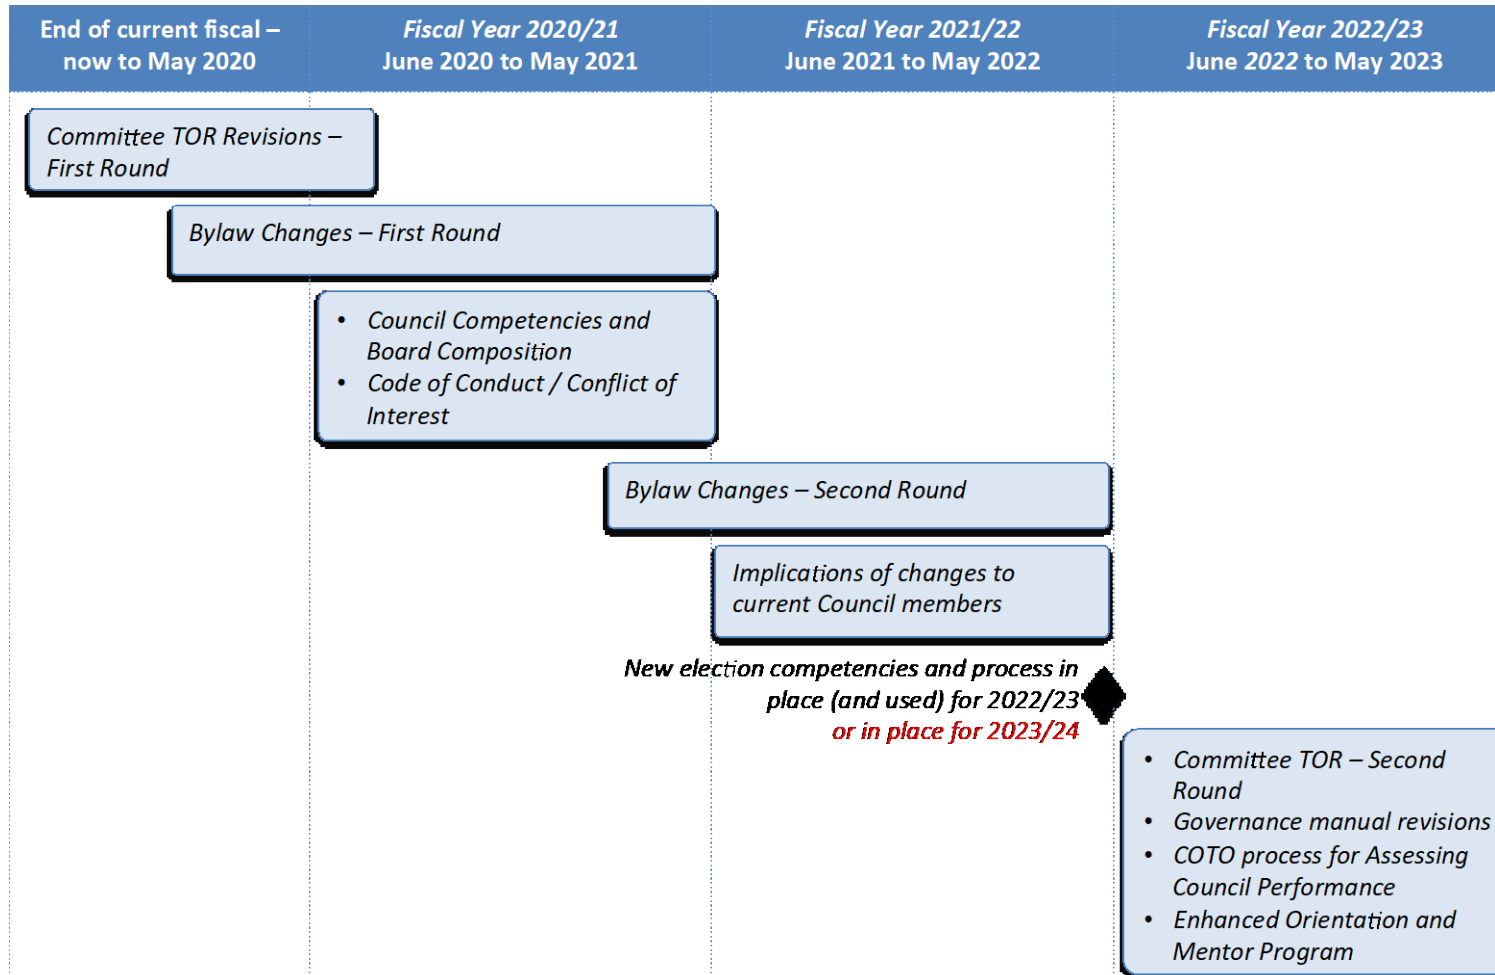 End of current fiscal –
now to May 2020
Fiscal Year 2020/21
June 2020 to May 2021
Fiscal Year 2021/22
June 2021 to May 2022
Fiscal Year 2022/23
June 2022 to May 2023
Committee TOR Revisions –
First Round
Bylaw Changes – First Round
• Council Competencies and
Board Composition
• Code of Conduct / Conflict of
Interest
Bylaw Changes – Second Round
Implications of changes to
current Council members
New election competencies and process in
place (and used) for 2022/23
or in place for 2023/24
• Committee TOR – Second
Round
• Governance manual revisions
• COTO process for Assessing
Council Performance
• Enhanced Orientation and
Mentor Program